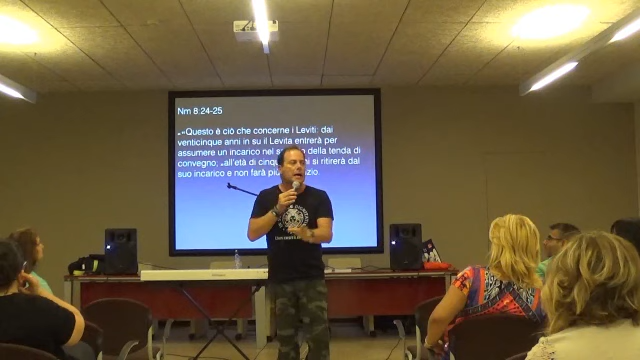 Nm 8:24-25
„«Questo è ciò che concerne i Leviti: dai
venticinque anni in su il Levita entrerà per
assumere un incarico nel della tenda di
convegno; „all'età di si ritirerà dal
suo incarico e non farà